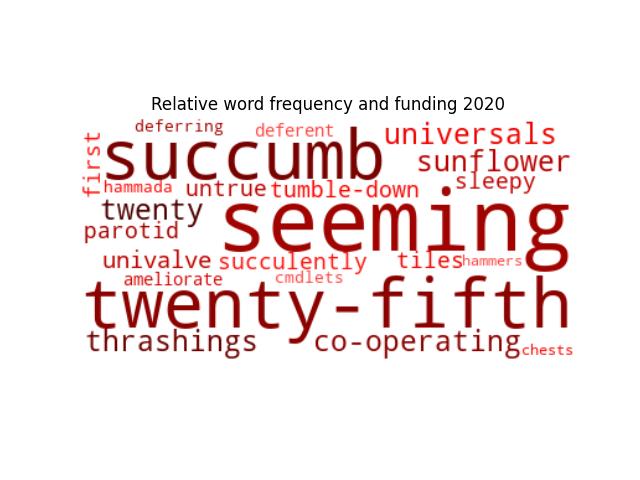 Relative word frequency and funding 2020
deferring
deferent
universals
first
succumb
sunflower
sleepy
hammada
untrue
tumble-down
twenty
seeming
parotid
univalve
succulently
tiles
hammers
ameliorate
cmdlets
twenty-fifth
thrashings
co-operating
chests